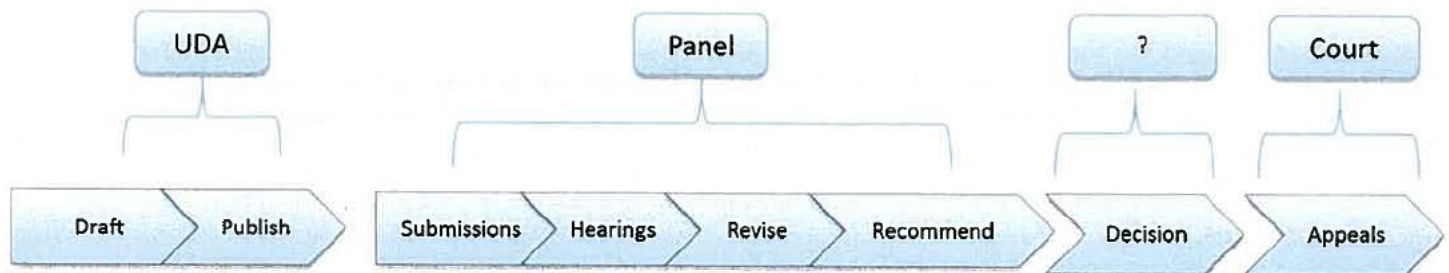 UDA
Panel
?
Court
Draft
Publish
Submissions
Hearings
Revise
Recommend
Decision
Appeals